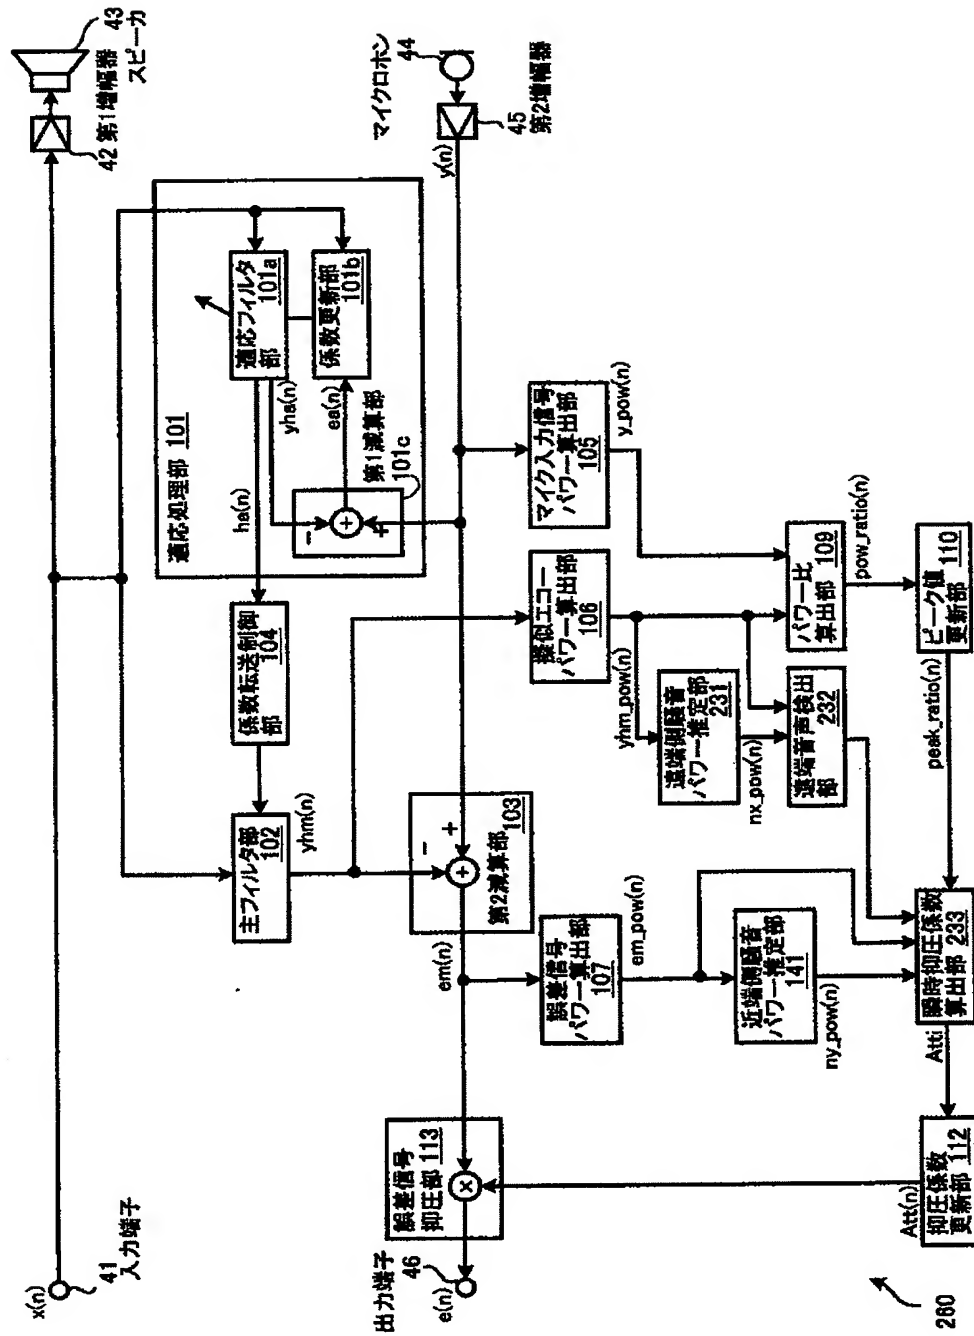 x(n)
41
入力端子
42
第1増幅器
43
スピーカ
適応処理部 101
適応フィルタ
部 101a
係数更新部
101b
ha(n)
yha(n)
ea(n)
第1減算部
101c
−
+
+
マイクロホン
44
45
第2増幅器
y(n)
係数転送制御
部 104
主フィルタ部
102
yhm(n)
−
+
+
第2減算部 103
em(n)
マイク入力信号
パワー算出部
105
y_pow(n)
擬似エコー
パワー算出部
106
yhm_pow(n)
遠端側騒音
パワー推定部
231
nx_pow(n)
遠端音声検出
部 232
パワー比
算出部 109
pow_ratio(n)
ピーク値
更新部 110
peak_ratio(n)
誤差信号
パワー算出部
107
em_pow(n)
近端側騒音
パワー推定部
141
ny_pow(n)
瞬時抑圧係数
算出部 233
Atti
抑圧係数
更新部 112
Att(n)
誤差信号
抑圧部 113
×
出力端子
46
e(n)
260